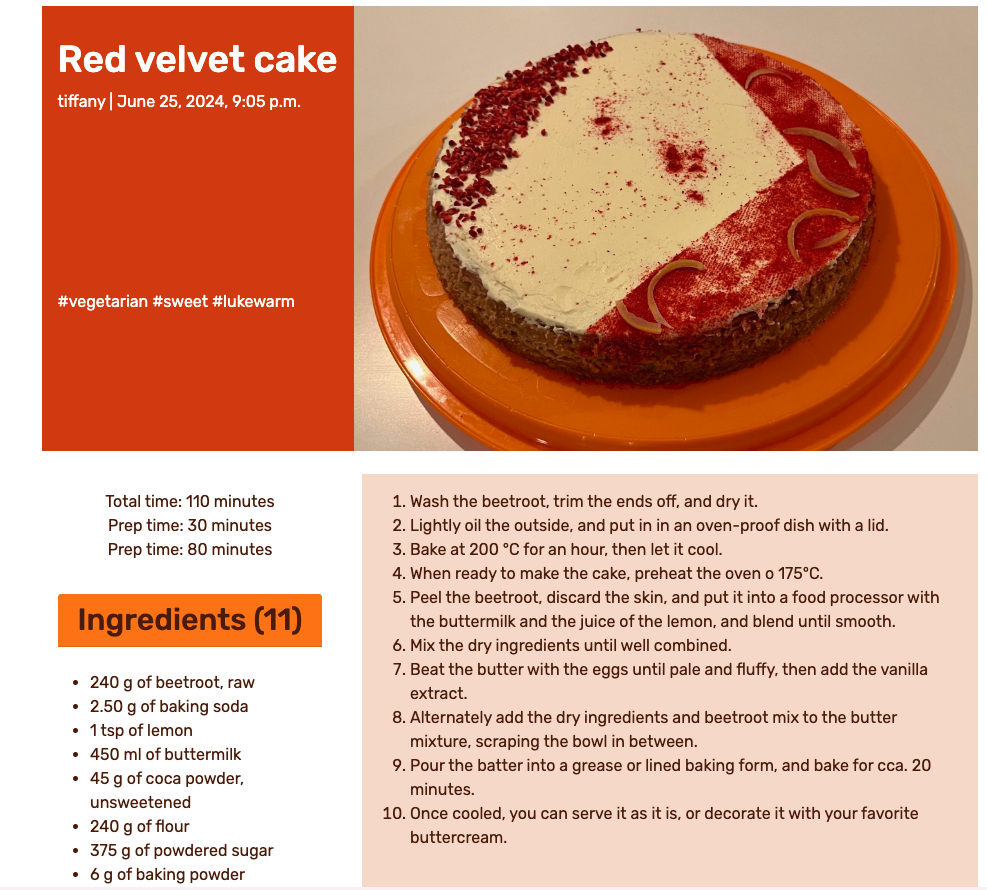 Red velvet cake
tiffany | June 25, 2024, 9:05 p.m.
#vegetarian #sweet #lukewarm
Total time: 110 minutes
Prep time: 30 minutes
Prep time: 80 minutes
Ingredients (11)
• 240 g of beetroot, raw
• 2.50 g of baking soda
• 1 tsp of lemon
• 450 ml of buttermilk
• 45 g of coca powder,
unsweetened
• 240 g of flour
• 375 g of powdered sugar
• 6 g of baking powder
1. Wash the beetroot, trim the ends off, and dry it.
2. Lightly oil the outside, and put in in an oven-proof dish with a lid.
3. Bake at 200 °C for an hour, then let it cool.
4. When ready to make the cake, preheat the oven o 175°C.
5. Peel the beetroot, discard the skin, and put it into a food processor with
the buttermilk and the juice of the lemon, and blend until smooth.
6. Mix the dry ingredients until well combined.
7. Beat the butter with the eggs until pale and fluffy, then add the vanilla
extract.
8. Alternately add the dry ingredients and beetroot mix to the butter
mixture, scraping the bowl in between.
9. Pour the batter into a grease or lined baking form, and bake for cca. 20
minutes.
10. Once cooled, you can serve it as it is, or decorate it with your favorite
buttercream.